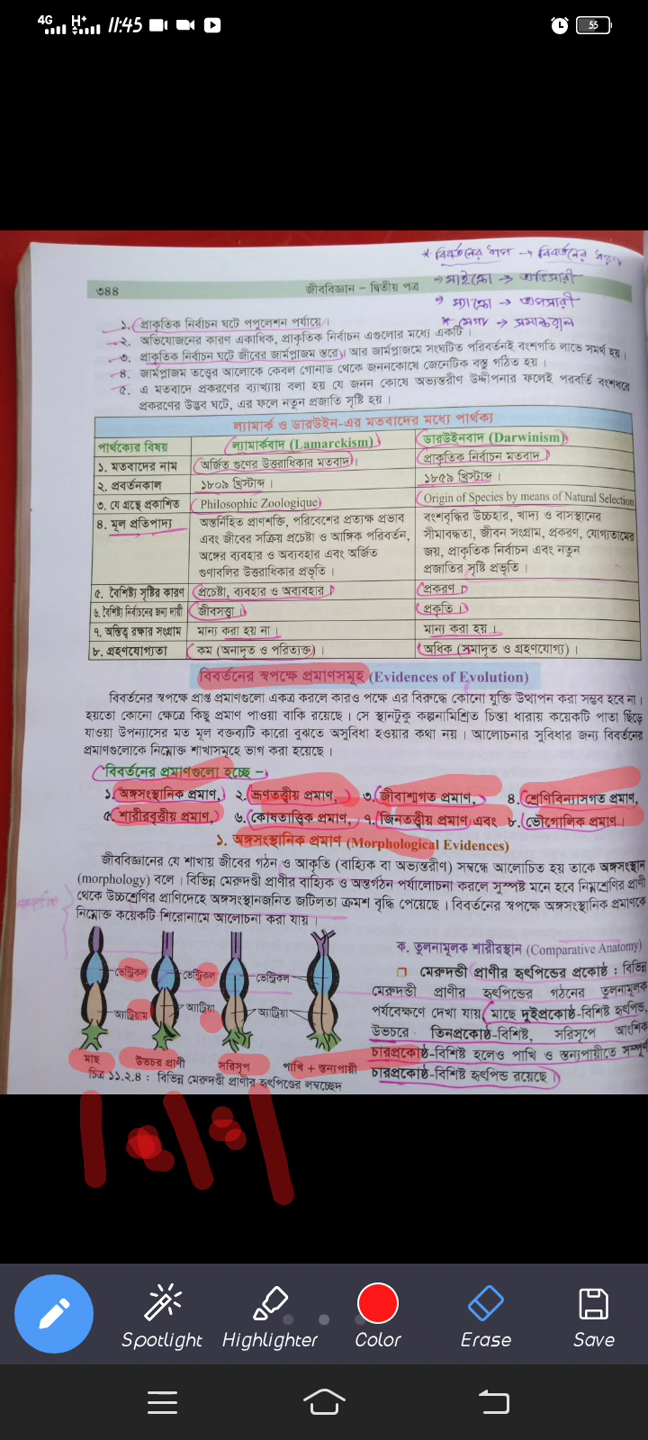 4G H+ 11:45 55
* বিবর্তনের ধাপ → বিবর্তনের
→ মাইক্রো → অভিসারী
→ ম্যাক্রো → অপসারী
* মেগা → সমান্তরাল
৩৪৪ জীববিজ্ঞান – দ্বিতীয় পত্র
১. প্রাকৃতিক নির্বাচন ঘটে পপুলেশন পর্যায়ে।
২. অভিযোজনের কারণ একাধিক, প্রাকৃতিক নির্বাচন এগুলোর মধ্যে একটি।
৩. প্রাকৃতিক নির্বাচন ঘটে জীবের জার্মপ্লাজম স্তরে। আর জার্মপ্লাজমে সংঘটিত পরিবর্তনই বংশগতি লাভে সমর্থ হয়।
৪. জার্মপ্লাজম তত্ত্বের আলোকে কেবল গোনাড থেকে জননকোষে জেনেটিক বস্তু গঠিত হয়।
৫. এ মতবাদে প্রকরণের ব্যাখ্যায় বলা হয় যে জনন কোষে অভ্যন্তরীণ উদ্দীপনার ফলেই পরবর্তি বংশধরে
প্রকরণের উদ্ভব ঘটে, এর ফলে নতুন প্রজাতি সৃষ্টি হয়।
ল্যামার্ক ও ডারউইন-এর মতবাদের মধ্যে পার্থক্য
পার্থক্যের বিষয় ল্যামার্কবাদ (Lamarckism) ডারউইনবাদ (Darwinism)
১. মতবাদের নাম অর্জিত গুণের উত্তরাধিকার মতবাদ। প্রাকৃতিক নির্বাচন মতবাদ
২. প্রবর্তনকাল ১৮০৯ খ্রিস্টাব্দ। ১৮৫৯ খ্রিস্টাব্দ।
৩. যে গ্রন্থে প্রকাশিত Philosophic Zoologique Origin of Species by means of Natural Selection
৪. মূল প্রতিপাদ্য অন্তর্নিহিত প্রাণশক্তি, পরিবেশের প্রত্যক্ষ প্রভাব বংশবৃদ্ধির উচ্চহার, খাদ্য ও বাসস্থানের
এবং জীবের সক্রিয় প্রচেষ্টা ও আঙ্গিক পরিবর্তন, সীমাবদ্ধতা, জীবন সংগ্রাম, প্রকরণ, যোগ্যতামের
অঙ্গের ব্যবহার ও অব্যবহার এবং অর্জিত জয়, প্রাকৃতিক নির্বাচন এবং নতুন
গুণাবলির উত্তরাধিকার প্রভৃতি। প্রজাতির সৃষ্টি প্রভৃতি।
৫. বৈশিষ্ট্য সৃষ্টির কারণ প্রচেষ্টা, ব্যবহার ও অব্যবহার। প্রকরণ।
৬. বৈশিষ্ট্য নির্বাচনের জন্য দায়ী জীবসত্ত্বা। প্রকৃতি।
৭. অস্তিত্ব রক্ষার সংগ্রাম মান্য করা হয় না। মান্য করা হয়।
৮. গ্রহণযোগ্যতা কম (অনাদৃত ও পরিত্যক্ত)। অধিক (সমাদৃত ও গ্রহণযোগ্য)।
বিবর্তনের স্বপক্ষে প্রমাণসমূহ (Evidences of Evolution)
বিবর্তনের স্বপক্ষে প্রাপ্ত প্রমাণগুলো একত্র করলে কারও পক্ষে এর বিরুদ্ধে কোনো যুক্তি উত্থাপন করা সম্ভব হবে না।
হয়তো কোনো ক্ষেত্রে কিছু প্রমাণ পাওয়া বাকি রয়েছে। সে স্থানটুকু কল্পনামিশ্রিত চিন্তা ধারায় কয়েকটি পাতা ছিঁড়ে
যাওয়া উপন্যাসের মত মূল বক্তব্যটি কারো বুঝতে অসুবিধা হওয়ার কথা নয়। আলোচনার সুবিধার জন্য বিবর্তনের
প্রমাণগুলোকে নিম্নোক্ত শাখাসমূহে ভাগ করা হয়েছে।
বিবর্তনের প্রমাণগুলো হচ্ছে –
১. অঙ্গসংস্থানিক প্রমাণ, ২. ভ্রূণতত্ত্বীয় প্রমাণ, ৩. জীবাশ্মগত প্রমাণ, ৪. শ্রেণিবিন্যাসগত প্রমাণ,
৫. শারীরবৃত্তীয় প্রমাণ, ৬. কোষতাত্ত্বিক প্রমাণ, ৭. জিনতত্ত্বীয় প্রমাণ এবং ৮. ভৌগোলিক প্রমাণ।
১. অঙ্গসংস্থানিক প্রমাণ (Morphological Evidences)
জীববিজ্ঞানের যে শাখায় জীবের গঠন ও আকৃতি (বাহ্যিক বা অভ্যন্তরীণ) সম্বন্ধে আলোচিত হয় তাকে অঙ্গসংস্থান
(morphology) বলে। বিভিন্ন মেরুদন্ডী প্রাণীর বাহ্যিক ও অন্তর্গঠন পর্যালোচনা করলে সুস্পষ্ট মনে হবে নিম্নশ্রেণির প্রাণী
থেকে উচ্চশ্রেণির প্রাণিদেহে অঙ্গসংস্থানজনিত জটিলতা ক্রমশ বৃদ্ধি পেয়েছে। বিবর্তনের স্বপক্ষে অঙ্গসংস্থানিক প্রমাণকে
নিম্নোক্ত কয়েকটি শিরোনামে আলোচনা করা যায়।
ভেন্ট্রিকল ভেন্ট্রিকল ভেন্ট্রিকল
অ্যাট্রিয়াম অ্যাট্রিয়া অ্যাট্রিয়া
মাছ উভচর প্রাণী সরিসৃপ পাখি + স্তন্যপায়ী
চিত্র ১১.২.৪ : বিভিন্ন মেরুদন্ডী প্রাণীর হৃৎপিণ্ডের লম্বচ্ছেদ
ক. তুলনামূলক শারীরস্থান (Comparative Anatomy)
❏ মেরুদন্ডী প্রাণীর হৃৎপিন্ডের প্রকোষ্ঠ : বিভিন্ন
মেরুদন্ডী প্রাণীর হৃৎপিন্ডের গঠনের তুলনামূলক
পর্যবেক্ষণে দেখা যায় মাছে দুইপ্রকোষ্ঠ-বিশিষ্ট হৃৎপিন্ড,
উভচরে তিনপ্রকোষ্ঠ-বিশিষ্ট, সরিসৃপে আংশিক
চারপ্রকোষ্ঠ-বিশিষ্ট হলেও পাখি ও স্তন্যপায়ীতে সম্পূর্ণ
চারপ্রকোষ্ঠ-বিশিষ্ট হৃৎপিন্ড রয়েছে।
Spotlight Highlighter Color Erase Save